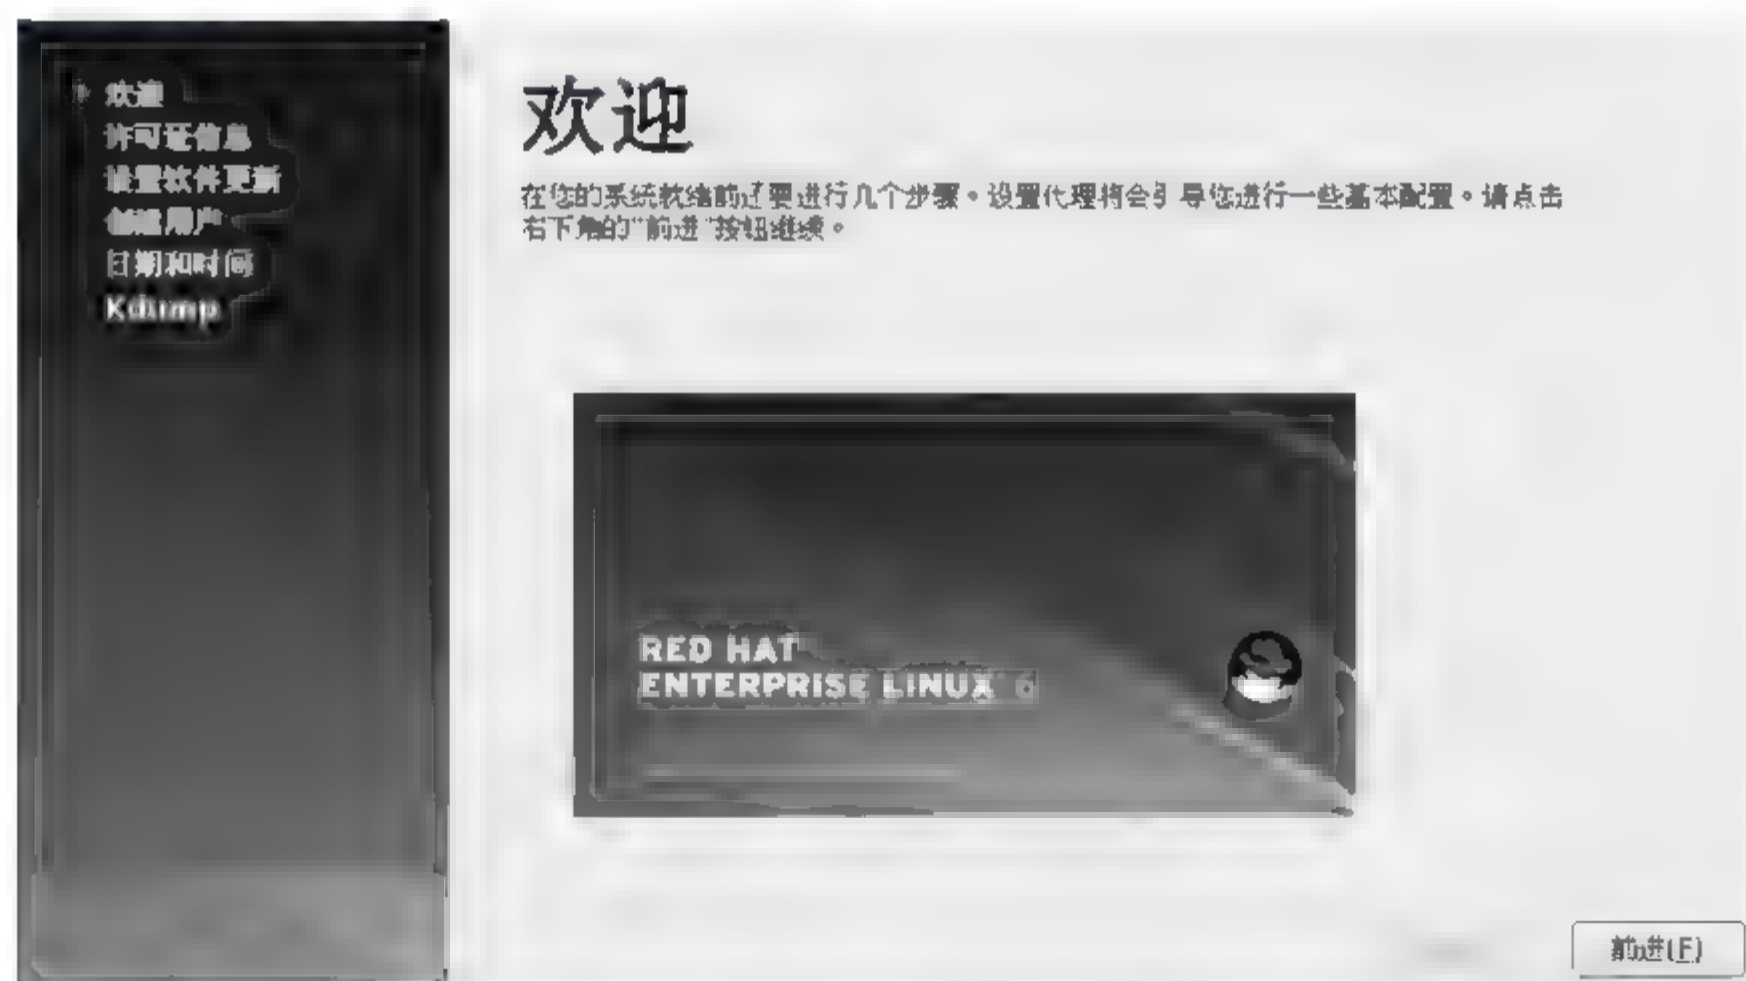 欢迎
许可证信息
设置软件更新
创建用户
日期和时间
Kdump
欢迎
在您的系统就绪前还要进行几个步骤。设置代理将会引导您进行一些基本配置。请点击
右下角的"前进"按钮继续。
RED HAT
ENTERPRISE LINUX 6
前进(F)